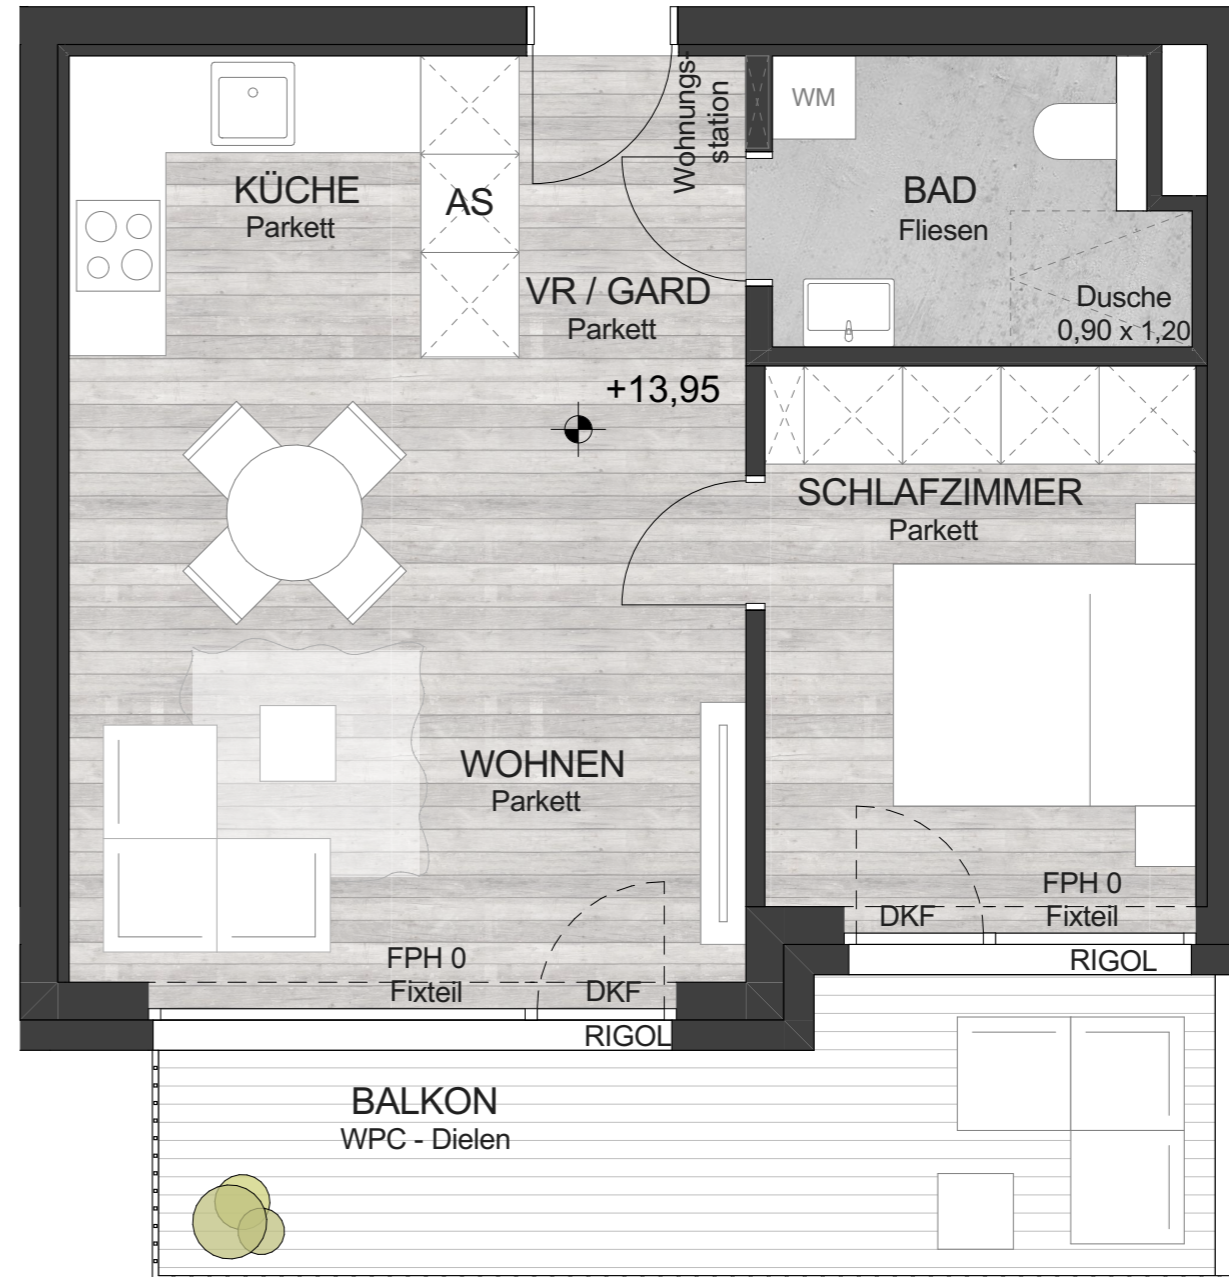 Wohnungs-
station
WM
KÜCHE
Parkett
AS
BAD
Fliesen
VR / GARD
Parkett
Dusche
0,90 x 1,20
+13,95
SCHLAFZIMMER
Parkett
WOHNEN
Parkett
FPH 0
Fixteil
DKF
RIGOL
FPH 0
Fixteil
DKF
RIGOL
BALKON
WPC - Dielen